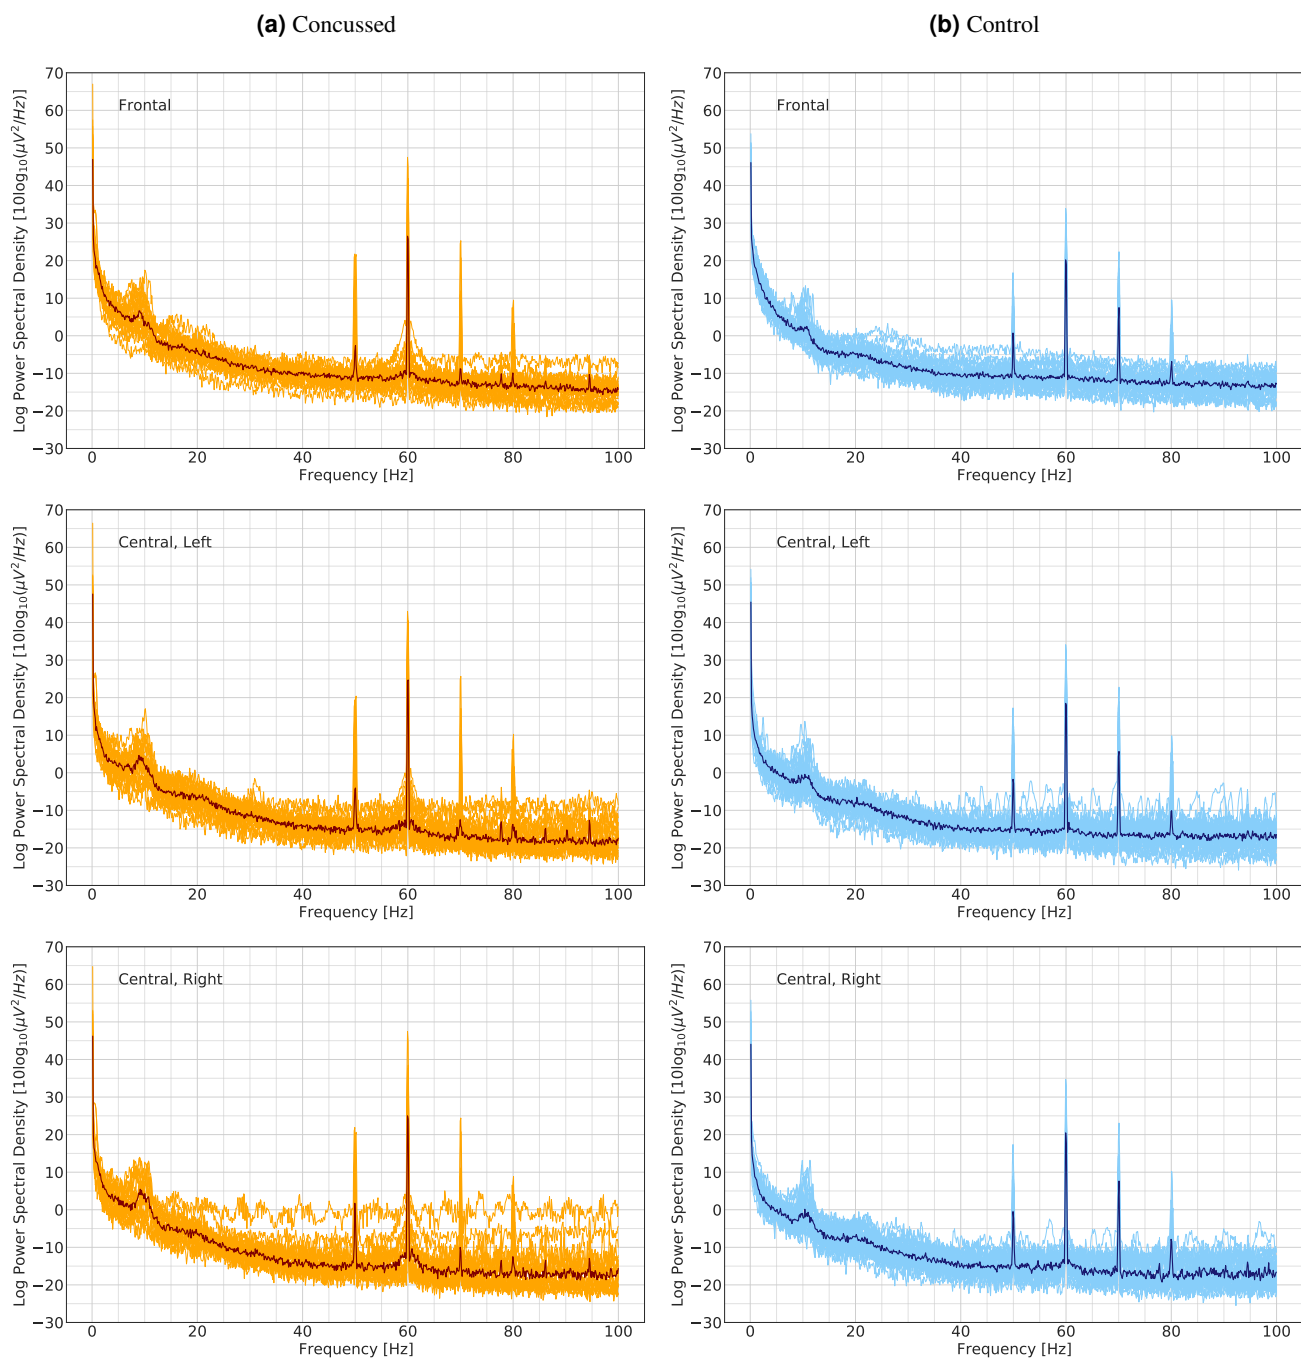 (a) Concussed
(b) Control
70
60
50
40
30
20
10
0
−10
−20
−30
Log Power Spectral Density [10log₁₀(μV²/Hz)]
Frontal
0 20 40 60 80 100
Frequency [Hz]
70
60
50
40
30
20
10
0
−10
−20
−30
Log Power Spectral Density [10log₁₀(μV²/Hz)]
Frontal
0 20 40 60 80 100
Frequency [Hz]
70
60
50
40
30
20
10
0
−10
−20
−30
Log Power Spectral Density [10log₁₀(μV²/Hz)]
Central, Left
0 20 40 60 80 100
Frequency [Hz]
70
60
50
40
30
20
10
0
−10
−20
−30
Log Power Spectral Density [10log₁₀(μV²/Hz)]
Central, Left
0 20 40 60 80 100
Frequency [Hz]
70
60
50
40
30
20
10
0
−10
−20
−30
Log Power Spectral Density [10log₁₀(μV²/Hz)]
Central, Right
0 20 40 60 80 100
Frequency [Hz]
70
60
50
40
30
20
10
0
−10
−20
−30
Log Power Spectral Density [10log₁₀(μV²/Hz)]
Central, Right
0 20 40 60 80 100
Frequency [Hz]